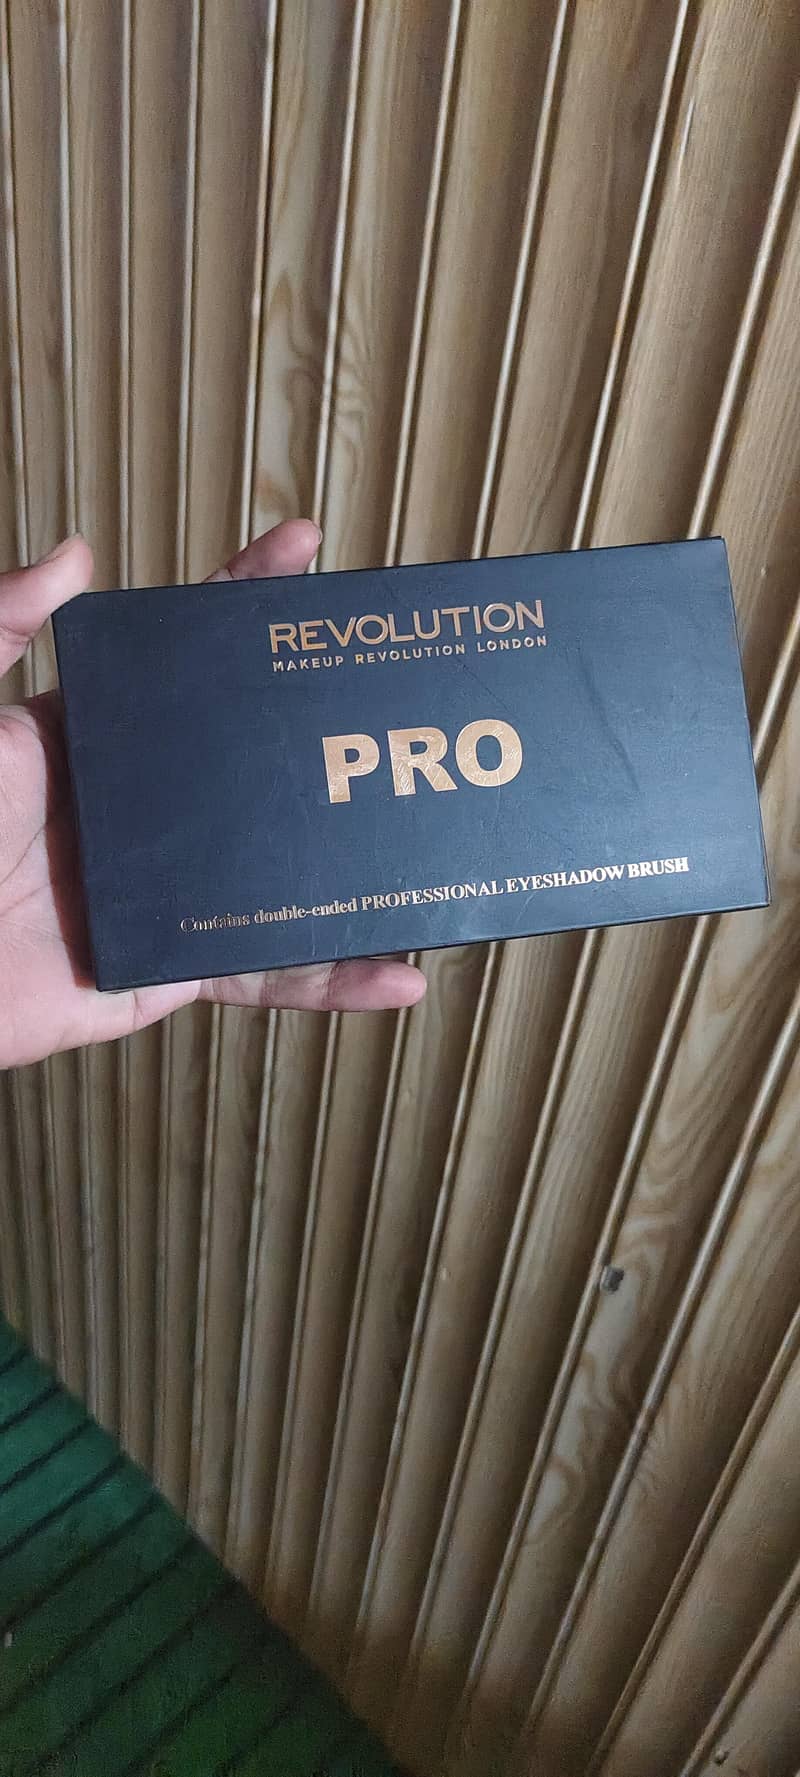 REVOLUTION
MAKEUP REVOLUTION LONDON
PRO
Contains double-ended PROFESSIONAL EYESHADOW BRUSH